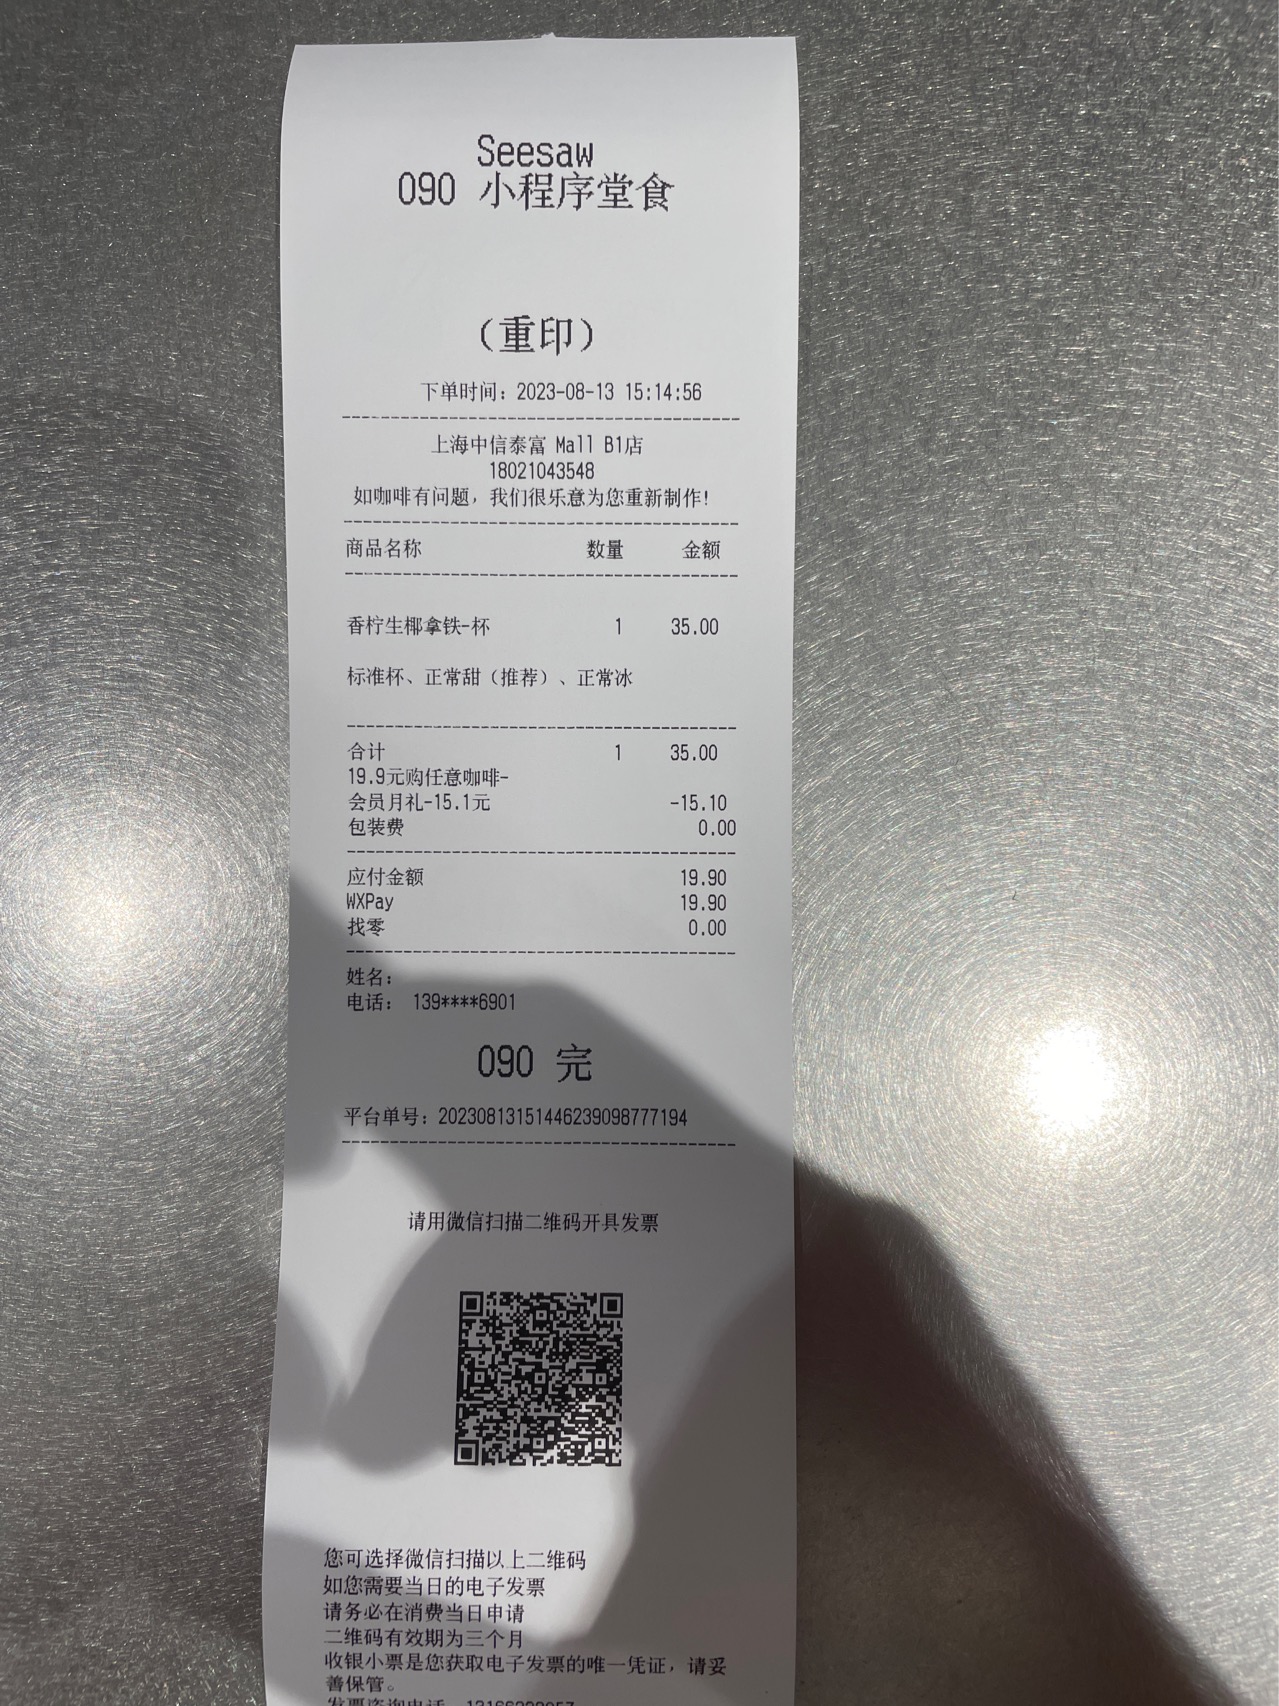 Seesaw
090 小程序堂食
（重印）
下单时间：2023-08-13 15:14:56
上海中信泰富 Mall B1店
18021043548
如咖啡有问题，我们很乐意为您重新制作！
商品名称 数量 金额
香柠生椰拿铁-杯 1 35.00
标准杯、正常甜（推荐）、正常冰
合计 1 35.00
19.9元购任意咖啡-
会员月礼-15.1元 -15.10
包装费 0.00
应付金额 19.90
WXPay 19.90
找零 0.00
姓名：
电话： 139****6901
090 完
平台单号：20230813151446239098777194
请用微信扫描二维码开具发票
您可选择微信扫描以上二维码
如您需要当日的电子发票
请务必在消费当日申请
二维码有效期为三个月
收银小票是您获取电子发票的唯一凭证，请妥
善保管。
发票咨询电话